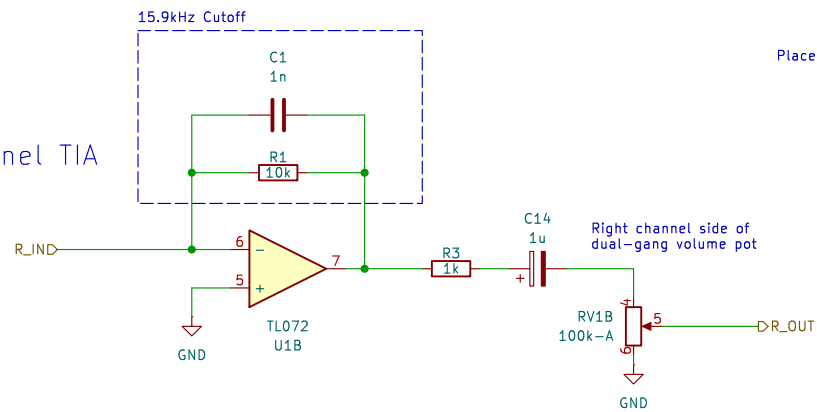 15.9kHz Cutoff
Place
C1
1n
nel TIA
R1
10k
R_IN
6
−
5
+
7
TL072
U1B
GND
R3
1k
C14
1u
+
Right channel side of
dual-gang volume pot
4
RV1B
100k-A
5
6
R_OUT
GND